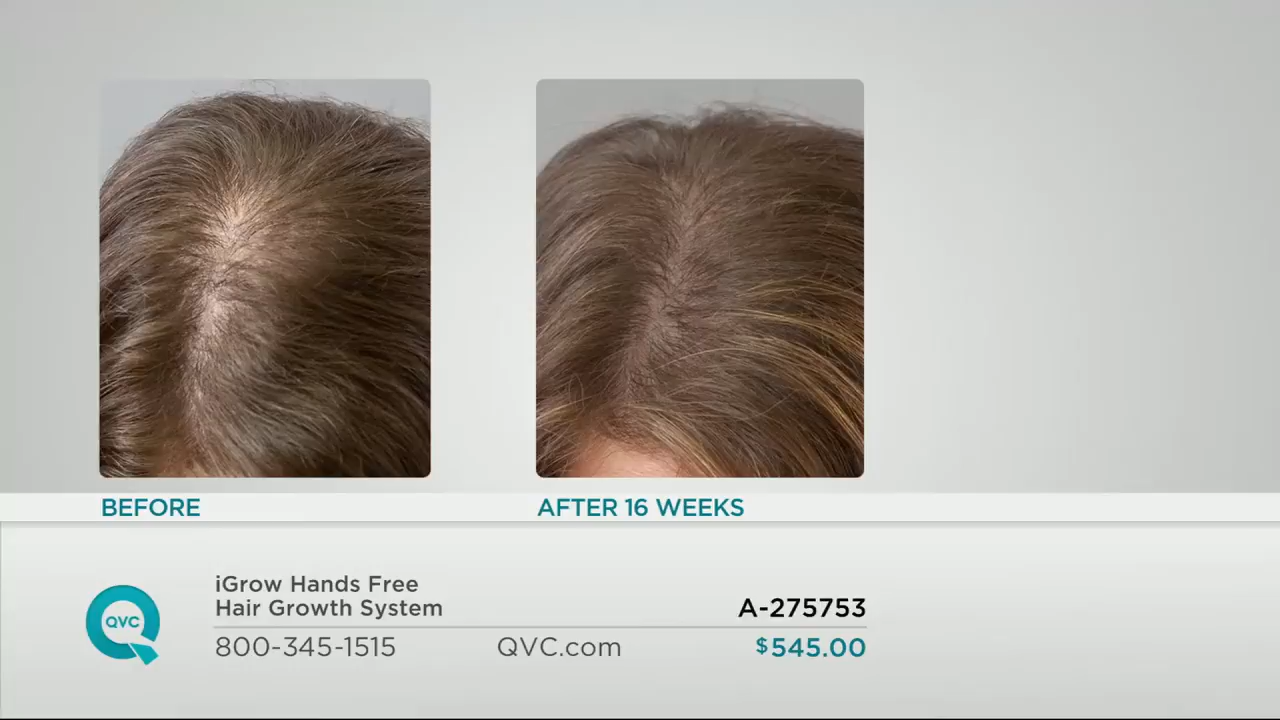 BEFORE
AFTER 16 WEEKS
QVC
iGrow Hands Free
Hair Growth System
A-275753
800-345-1515
QVC.com
$545.00